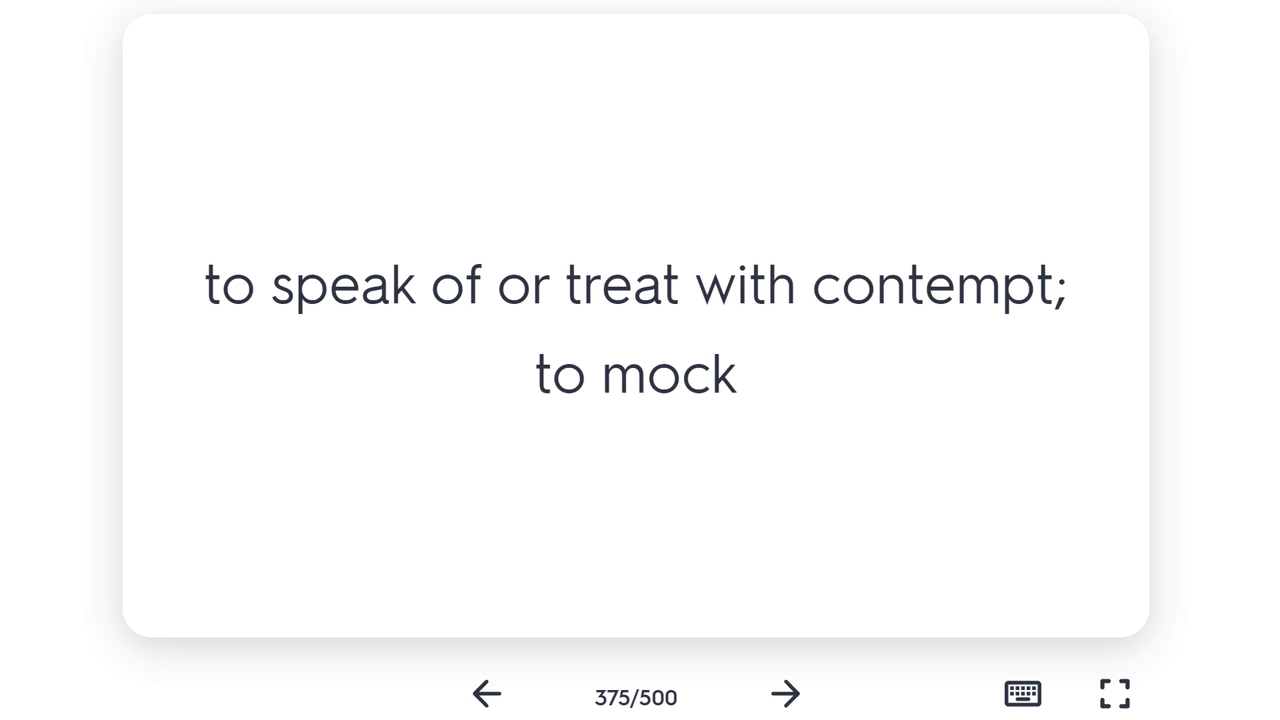 to speak of or treat with contempt;
to mock
375/500